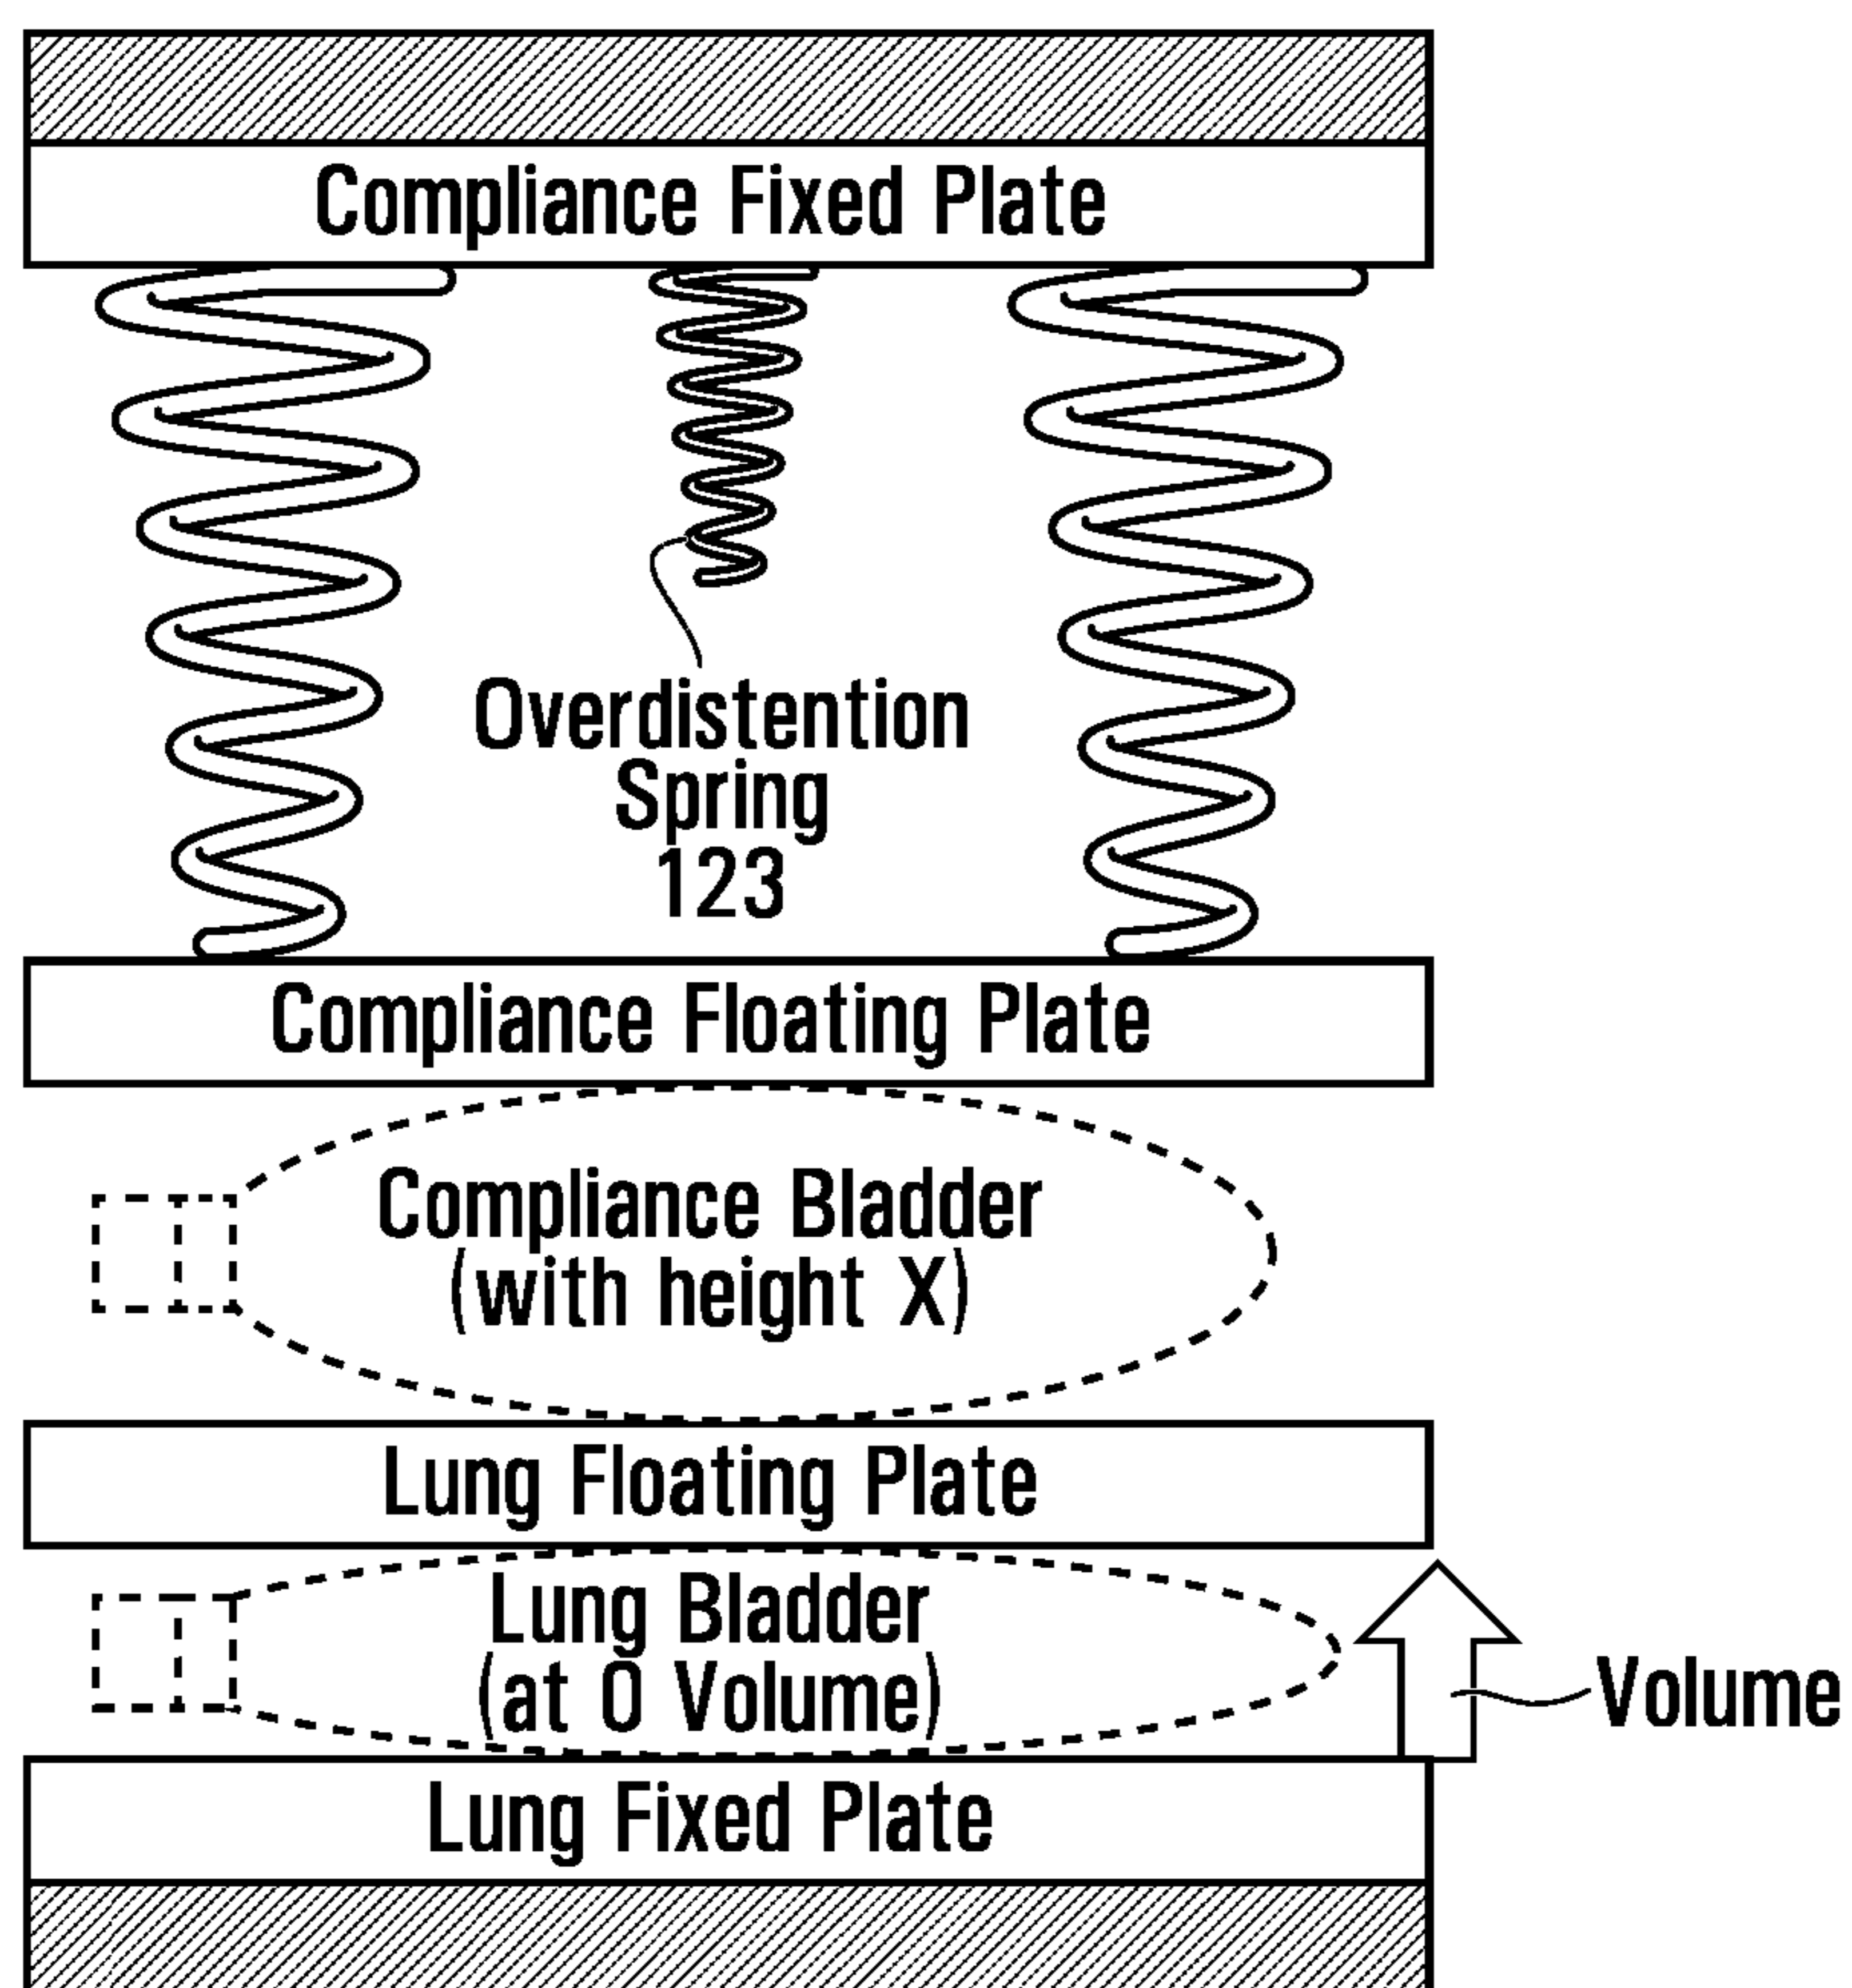 Compliance Fixed Plate
Overdistention
Spring
123
Compliance Floating Plate
Compliance Bladder
(with height X)
Lung Floating Plate
Lung Bladder
(at 0 Volume)
Volume
Lung Fixed Plate